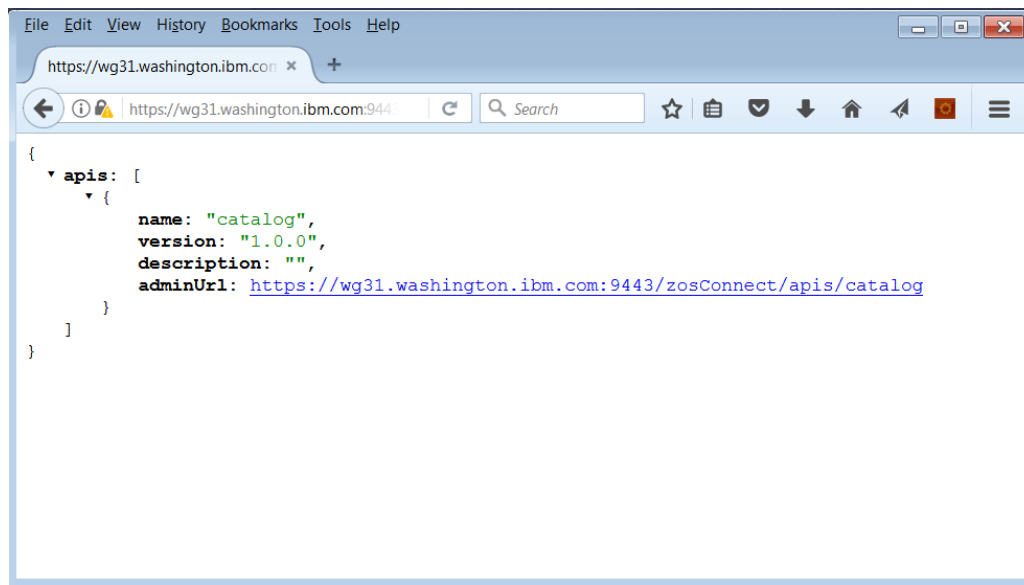 File Edit View History Bookmarks Tools Help
https://wg31.washington.ibm.com
https://wg31.washington.ibm.com:944 Search
{
apis: [
{
name: "catalog",
version: "1.0.0",
description: "",
adminUrl: https://wg31.washington.ibm.com:9443/zosConnect/apis/catalog
}
]
}